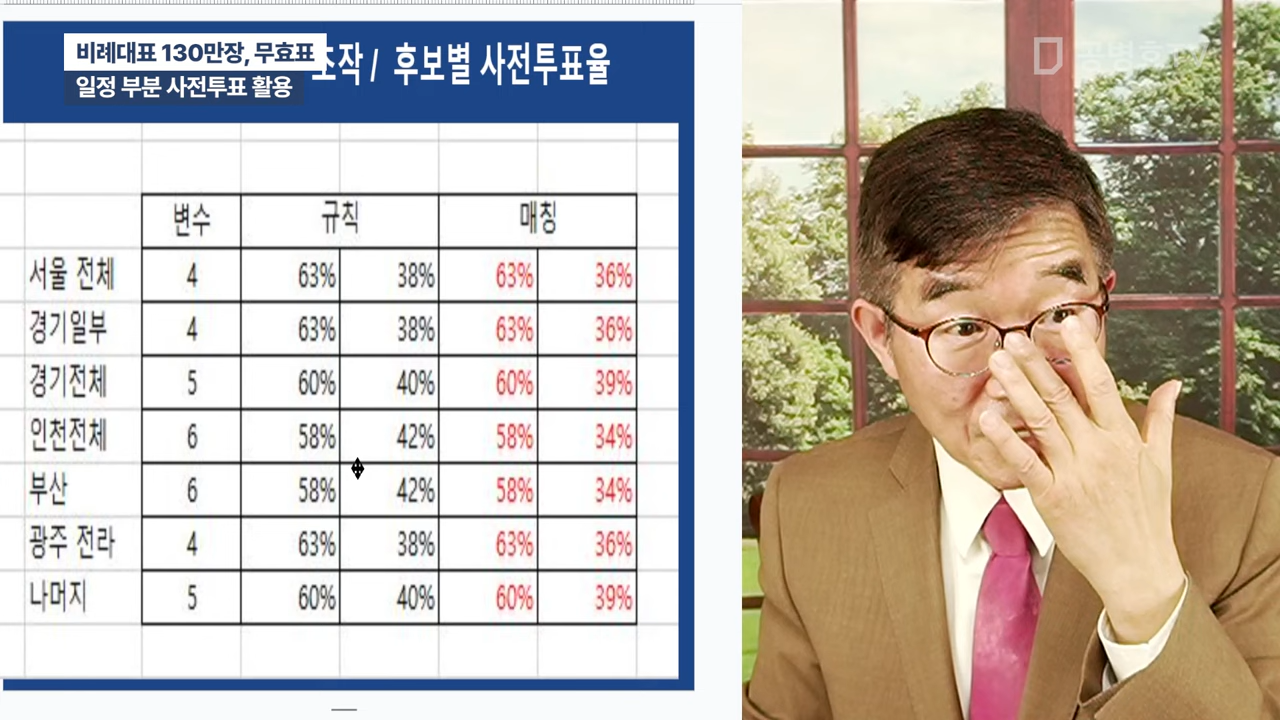 비례대표 130만장, 무효표
일정 부분 사전투표 활용
조작 / 후보별 사전투표율
공병호TV
변수 규칙 매칭
서울 전체 4 63% 38% 63% 36%
경기일부 4 63% 38% 63% 36%
경기전체 5 60% 40% 60% 39%
인천전체 6 58% 42% 58% 34%
부산 6 58% 42% 58% 34%
광주 전라 4 63% 38% 63% 36%
나머지 5 60% 40% 60% 39%